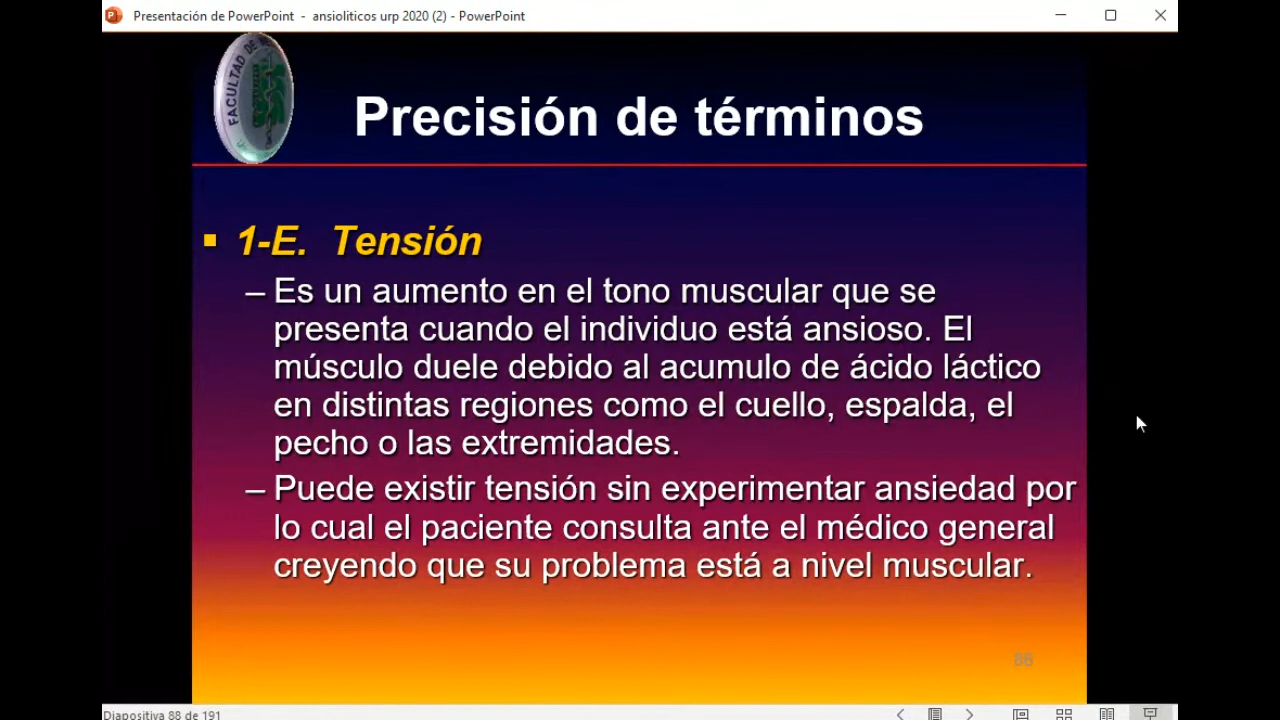 Presentación de PowerPoint - ansioliticos urp 2020 (2) - PowerPoint
FACULTAD DE
Precisión de términos
1-E. Tensión
– Es un aumento en el tono muscular que se
presenta cuando el individuo está ansioso. El
músculo duele debido al acumulo de ácido láctico
en distintas regiones como el cuello, espalda, el
pecho o las extremidades.
– Puede existir tensión sin experimentar ansiedad por
lo cual el paciente consulta ante el médico general
creyendo que su problema está a nivel muscular.
Diapositiva 88 de 191